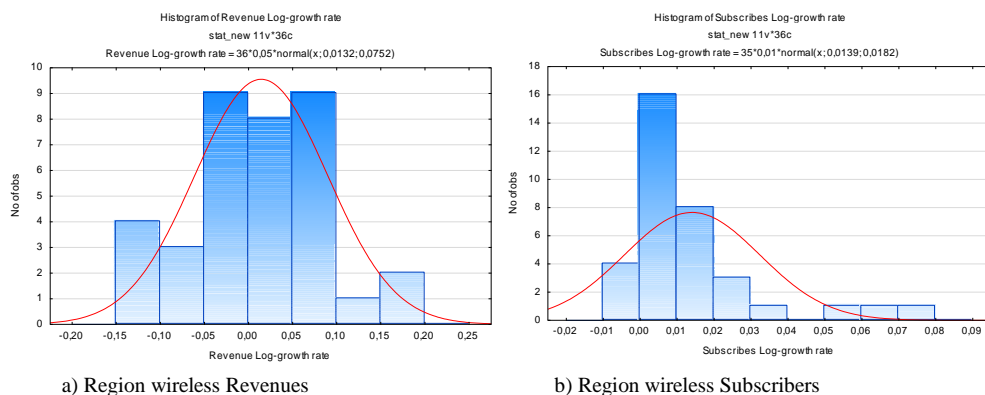 Histogram of Revenue Log-growth rate
stat_new 11v*36c
Revenue Log-growth rate = 36*0,05*normal(x; 0,0132; 0,0752)
10
9
8
7
6
5
4
3
2
1
0
No of obs
-0,20 -0,15 -0,10 -0,05 -0,00 0,05 0,10 0,15 0,20 0,25
Revenue Log-growth rate
a) Region wireless Revenues
Histogram of Subscribes Log-growth rate
stat_new 11v*36c
Subscribes Log-growth rate = 35*0,01*normal(x; 0,0139; 0,0182)
18
16
14
12
10
8
6
4
2
0
No of obs
-0,02 -0,01 0,00 0,01 0,02 0,03 0,04 0,05 0,06 0,07 0,08 0,09
Subscribes Log-growth rate
b) Region wireless Subscribers